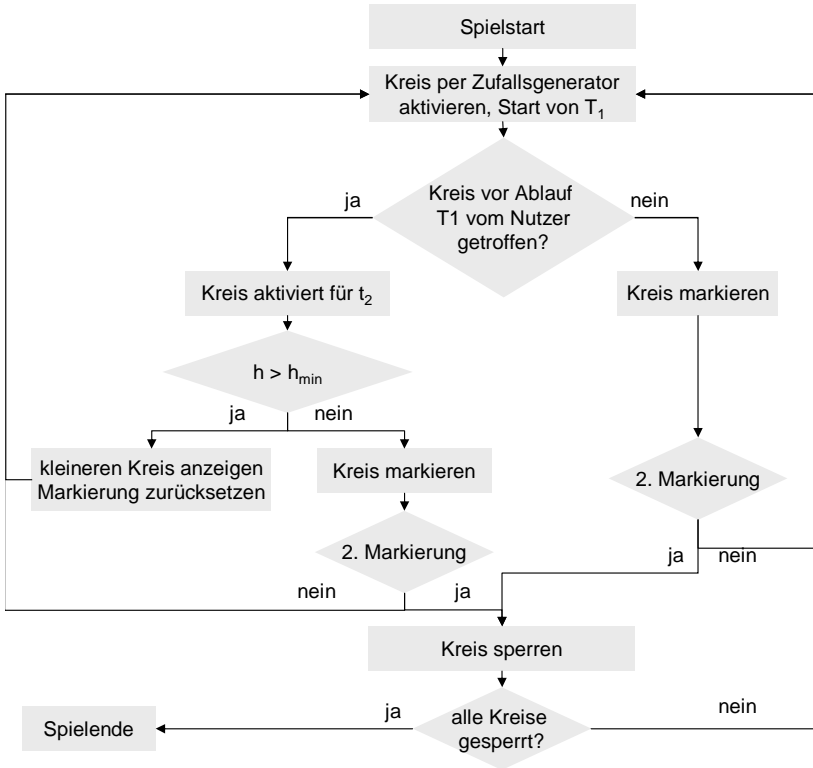 Spielstart
Kreis per Zufallsgenerator
aktivieren, Start von T1
Kreis vor Ablauf
T1 vom Nutzer
getroffen?
ja
nein
Kreis aktiviert für t2
Kreis markieren
h > hmin
ja
nein
kleineren Kreis anzeigen
Markierung zurücksetzen
Kreis markieren
2. Markierung
2. Markierung
ja
nein
nein
ja
Kreis sperren
alle Kreise
gesperrt?
ja
nein
Spielende